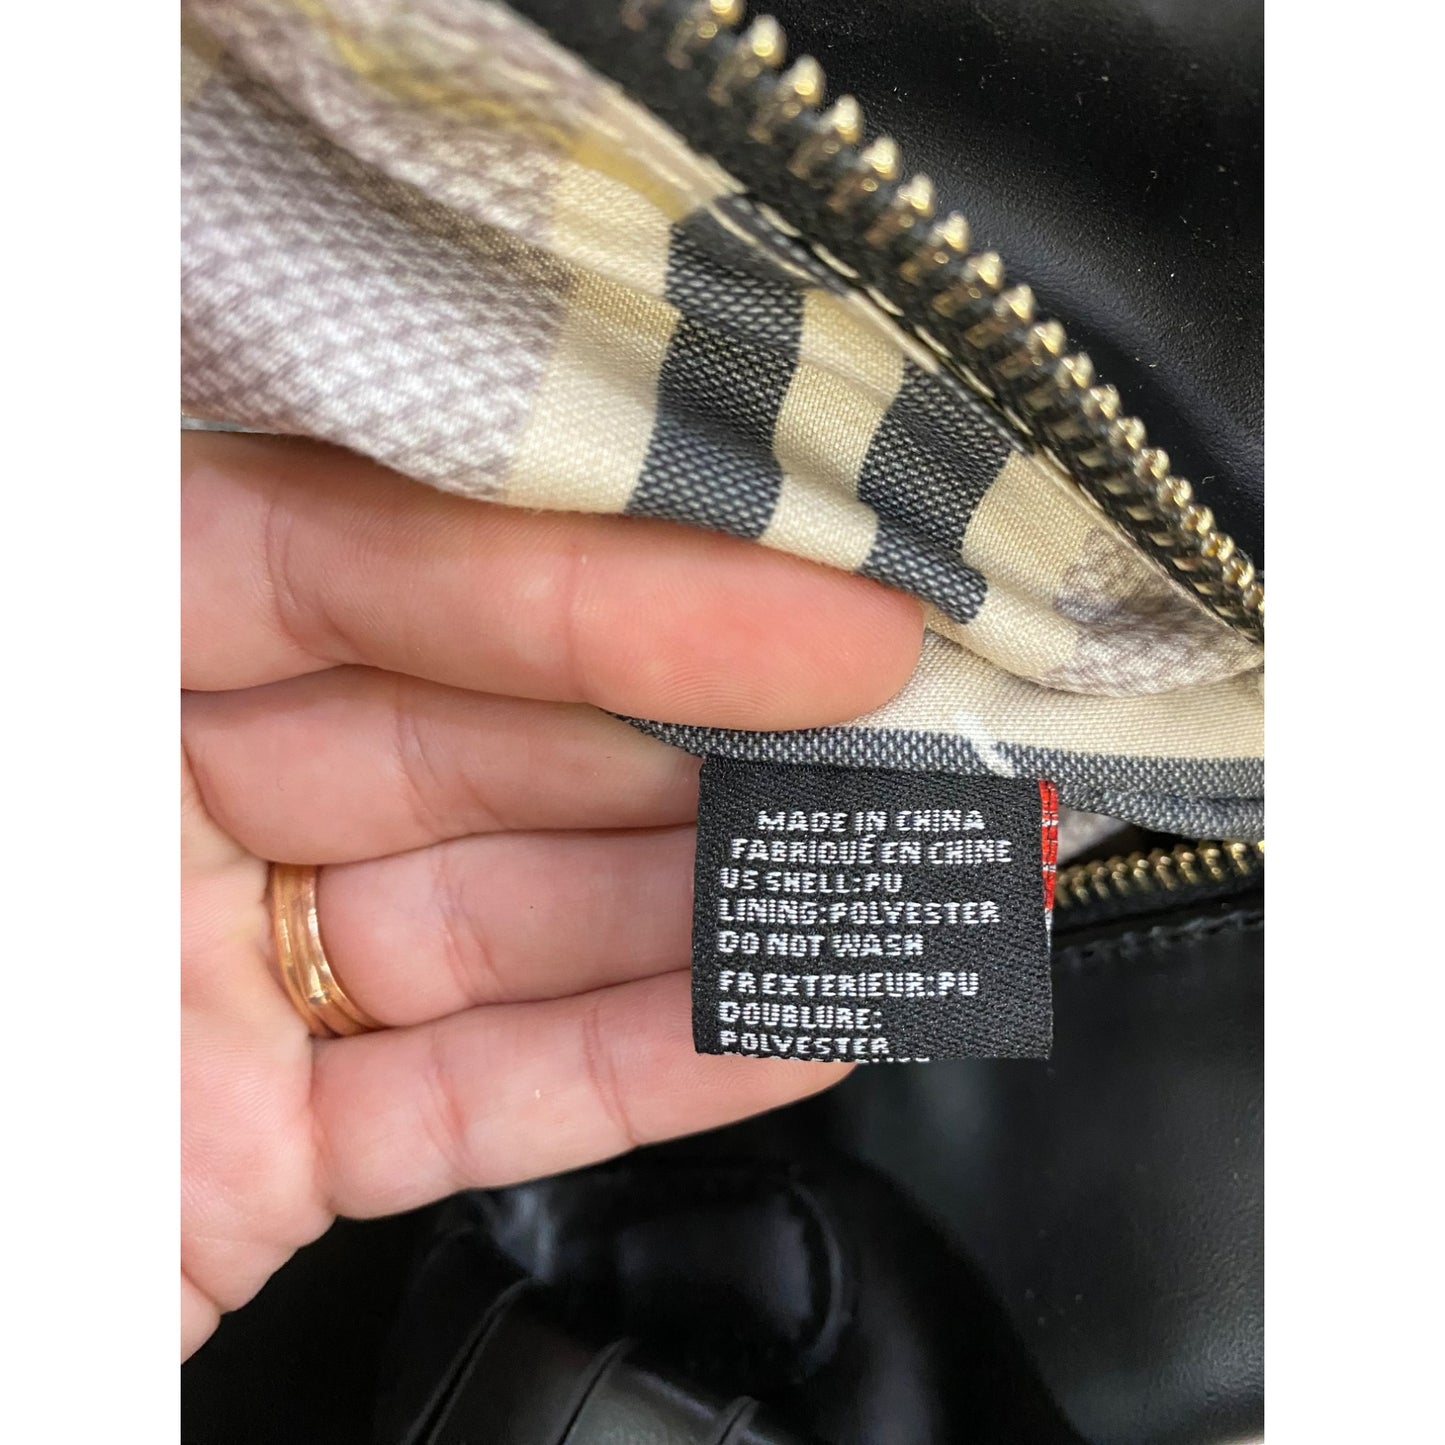 MADE IN CHINA
FABRIQUÉ EN CHINE
US SHELL:PU
LINING:POLYESTER
DO NOT WASH
FR EXTERIEUR:PU
DOUBLURE:
POLYESTER